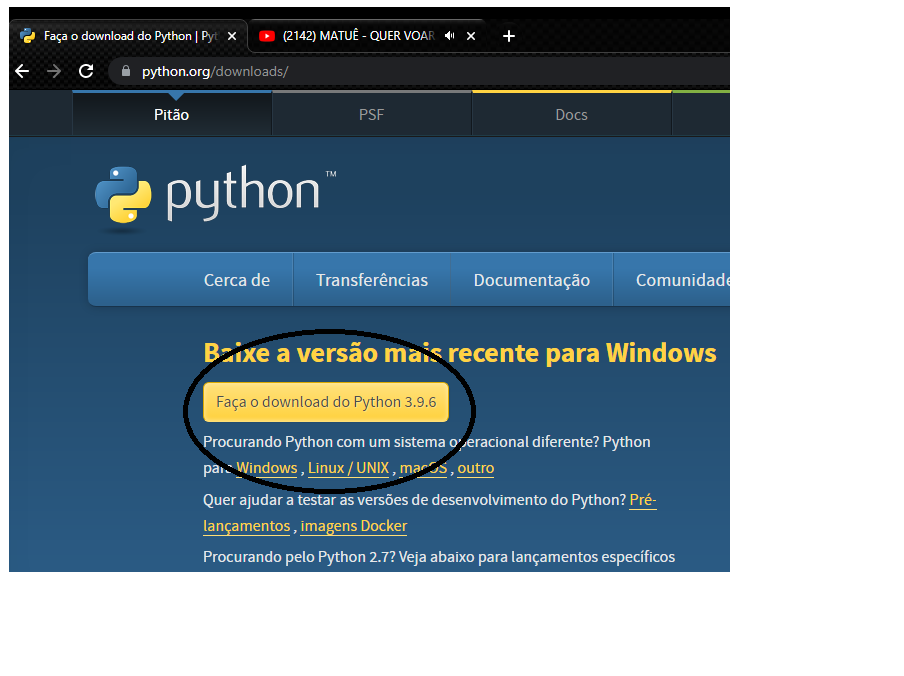 Faça o download do Python | Pyt
(2142) MATUÊ - QUER VOAR
python.org/downloads/
Pitão
PSF
Docs
python™
Cerca de
Transferências
Documentação
Comunidade
Baixe a versão mais recente para Windows
Faça o download do Python 3.9.6
Procurando Python com um sistema operacional diferente? Python
para Windows , Linux / UNIX , macOS , outro
Quer ajudar a testar as versões de desenvolvimento do Python? Pré-
lançamentos , imagens Docker
Procurando pelo Python 2.7? Veja abaixo para lançamentos específicos